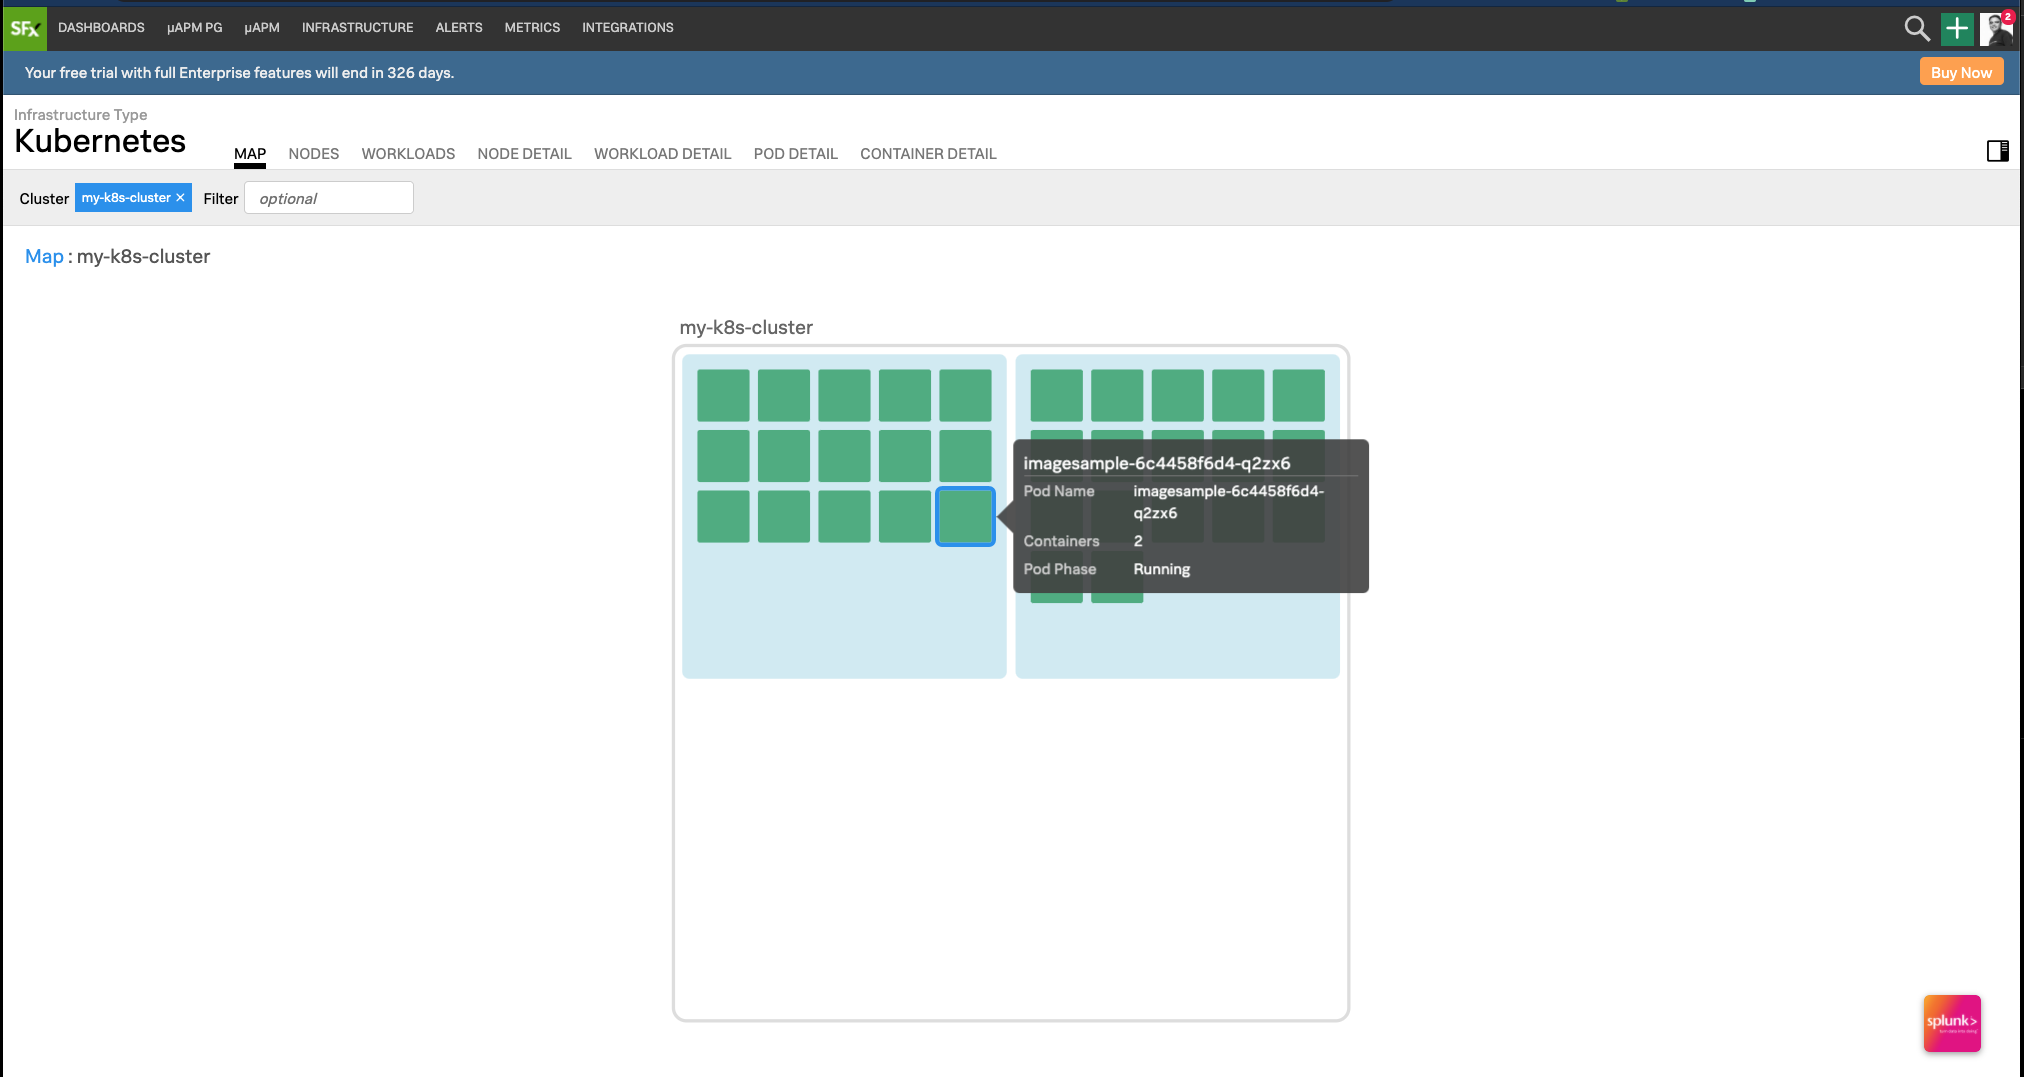 SFx DASHBOARDS µAPM PG µAPM INFRASTRUCTURE ALERTS METRICS INTEGRATIONS 2
Your free trial with full Enterprise features will end in 326 days. Buy Now
Infrastructure Type
Kubernetes MAP NODES WORKLOADS NODE DETAIL WORKLOAD DETAIL POD DETAIL CONTAINER DETAIL
Cluster my-k8s-cluster × Filter optional
Map : my-k8s-cluster
my-k8s-cluster
imagesample-6c4458f6d4-q2zx6
Pod Name imagesample-6c4458f6d4-
q2zx6
Containers 2
Pod Phase Running
splunk>